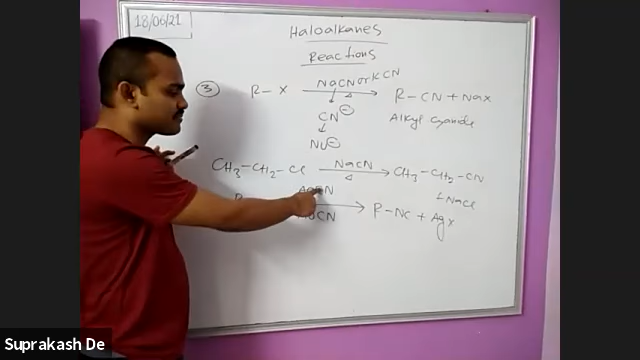 18/06/21
Haloalkanes
Reactions
③ R-X NaCN or KCN R-CN + NaX
Δ
CN⊖ Alkyl cyanide
↓
Nu⊖
CH3-CH2-Cl NaCN CH3-CH2-CN
Δ
+ NaCl
R-NC + AgX
Suprakash De